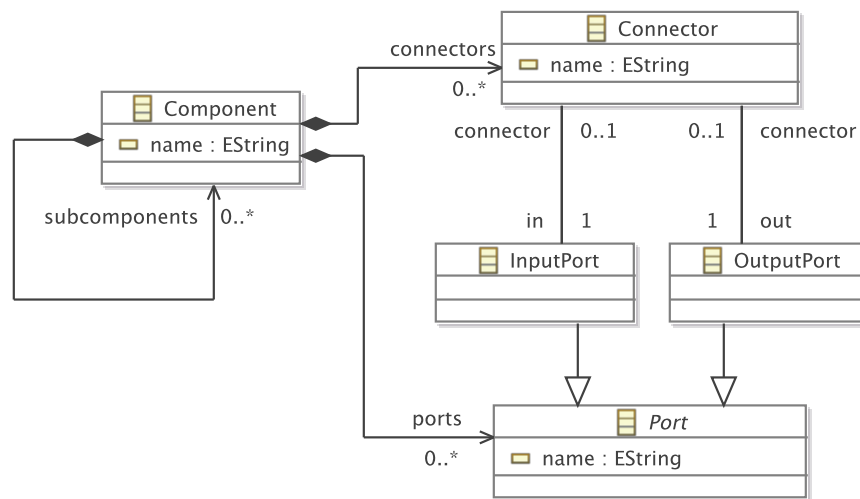 Connector
name : EString
connectors
0..*
Component
name : EString
subcomponents
0..*
connector
0..1
0..1
connector
in
1
1
out
InputPort
OutputPort
ports
0..*
Port
name : EString